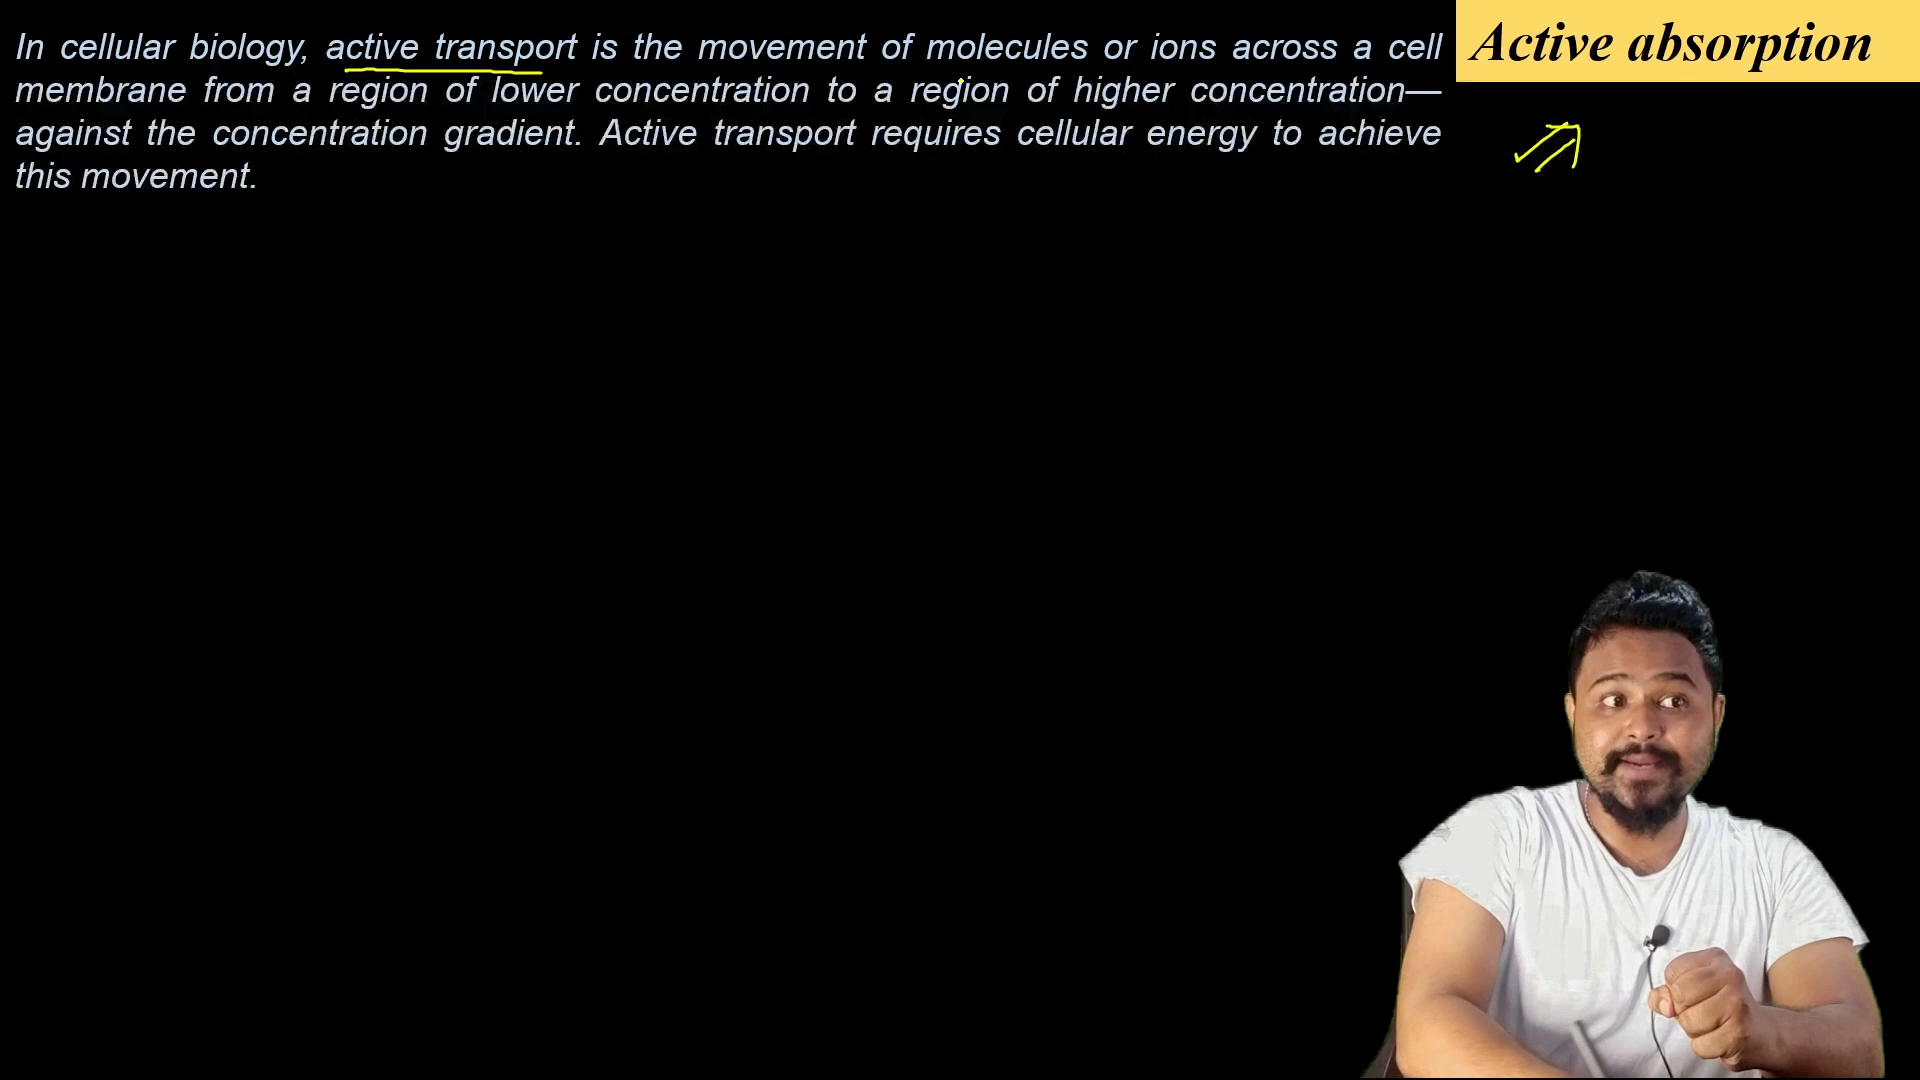 In cellular biology, active transport is the movement of molecules or ions across a cell
membrane from a region of lower concentration to a region of higher concentration—
against the concentration gradient. Active transport requires cellular energy to achieve
this movement.
Active absorption